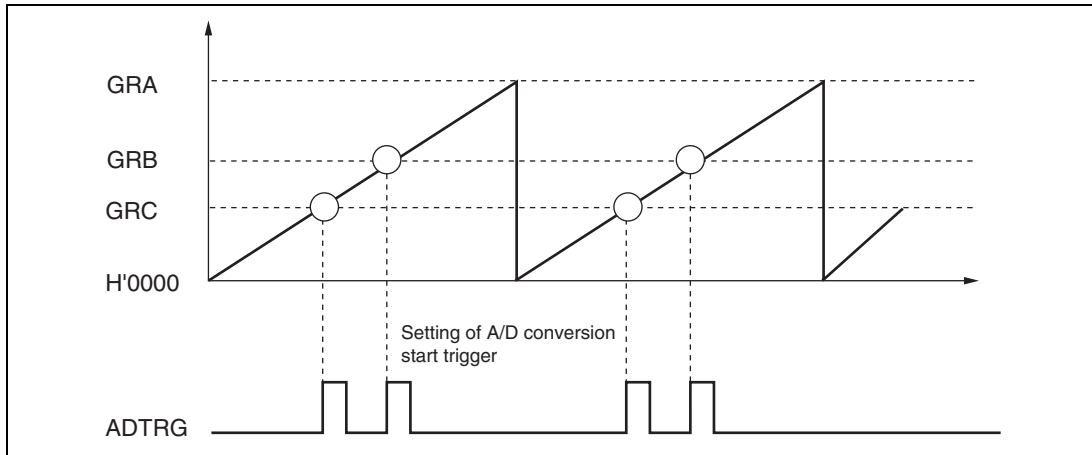 GRA
GRB
GRC
H'0000
Setting of A/D conversion
start trigger
ADTRG